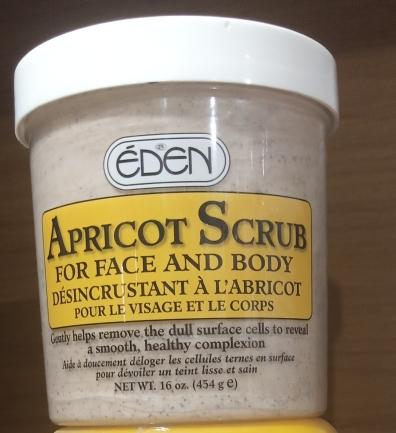 ÉDEN
APRICOT SCRUB
FOR FACE AND BODY
DÉSINCRUSTANT À L'ABRICOT
POUR LE VISAGE ET LE CORPS
Gently helps remove the dull surface cells to reveal
a smooth, healthy complexion
Aide à doucement déloger les cellules ternes en surface
pour dévoiler un teint lisse et sain
NET WT. 16 oz. (454 g e)